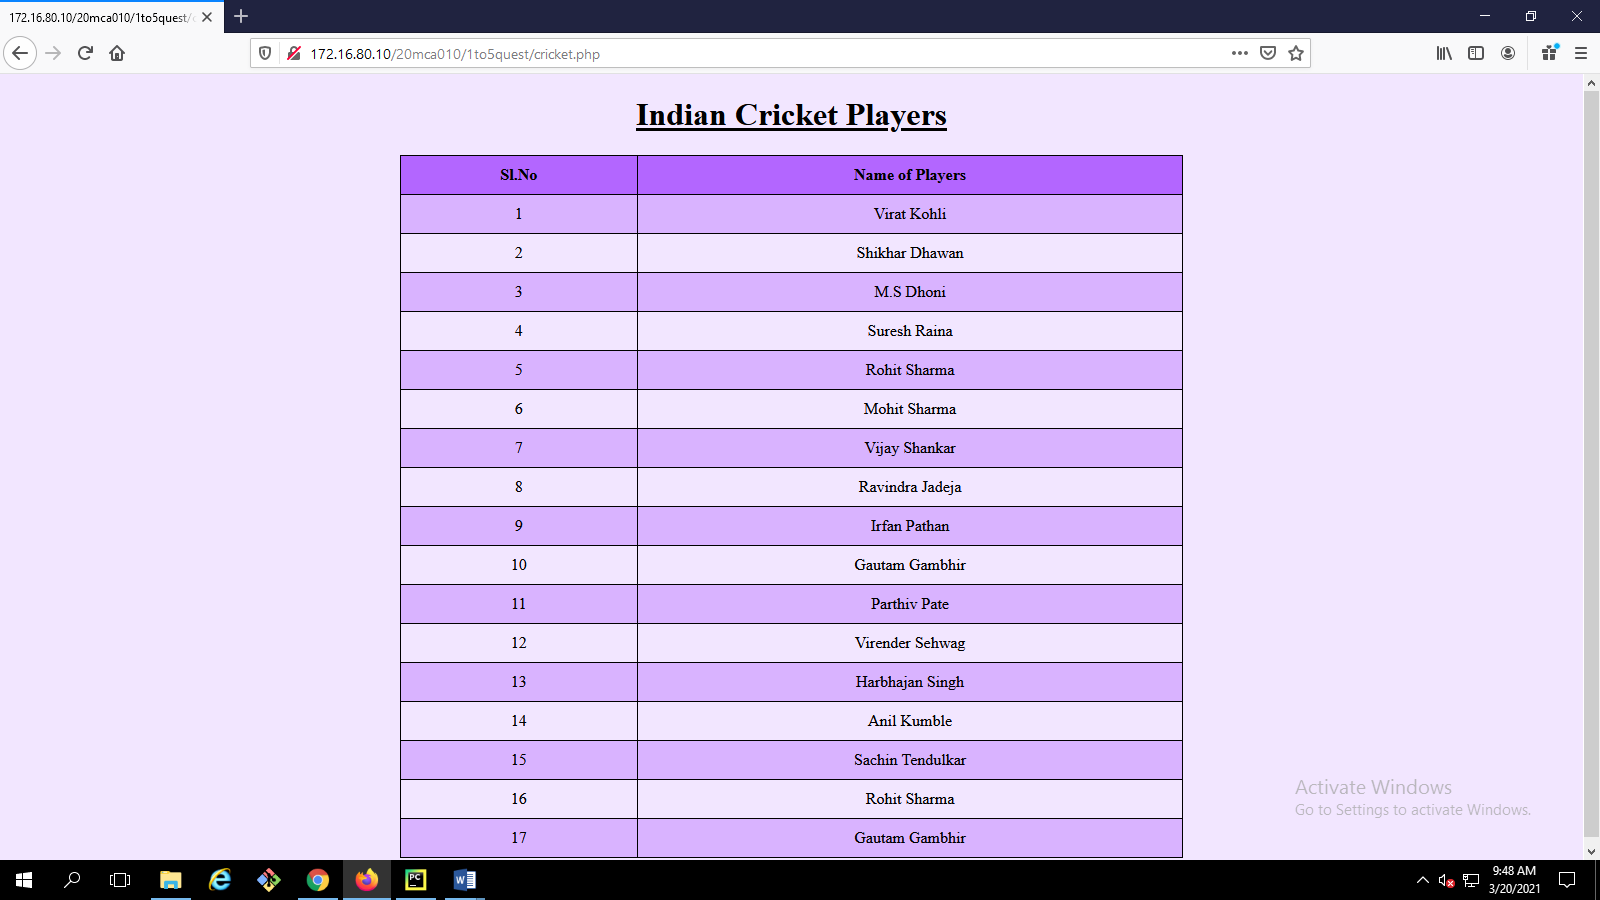 172.16.80.10/20mca010/1to5quest/
172.16.80.10/20mca010/1to5quest/cricket.php
Indian Cricket Players
Sl.No Name of Players
1 Virat Kohli
2 Shikhar Dhawan
3 M.S Dhoni
4 Suresh Raina
5 Rohit Sharma
6 Mohit Sharma
7 Vijay Shankar
8 Ravindra Jadeja
9 Irfan Pathan
10 Gautam Gambhir
11 Parthiv Pate
12 Virender Sehwag
13 Harbhajan Singh
14 Anil Kumble
15 Sachin Tendulkar
16 Rohit Sharma
17 Gautam Gambhir
Activate Windows
Go to Settings to activate Windows.
PC
W
9:48 AM
3/20/2021